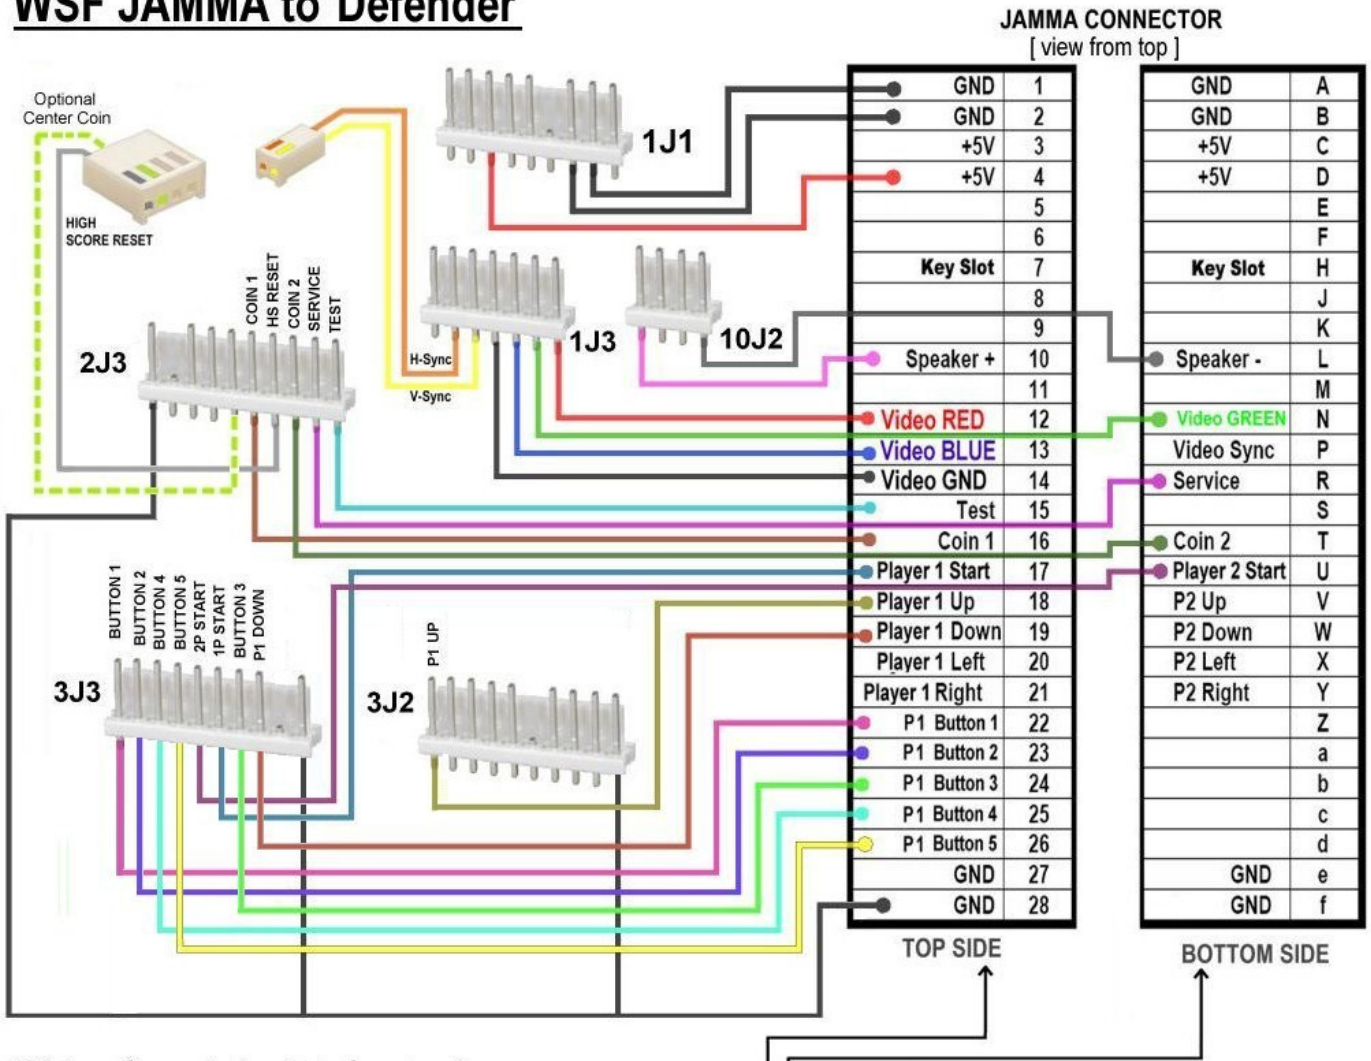 WSF JAMMA to Defender
JAMMA CONNECTOR
[ view from top ]
Optional
Center Coin
HIGH
SCORE RESET
1J1
COIN 1
HS RESET
COIN 2
SERVICE
TEST
2J3
H-Sync
V-Sync
1J3
10J2
BUTTON 1
BUTTON 2
BUTTON 4
BUTTON 5
2P START
1P START
BUTTON 3
P1 DOWN
3J3
P1 UP
3J2
GND 1 GND A
GND 2 GND B
+5V 3 +5V C
+5V 4 +5V D
5 E
6 F
Key Slot 7 Key Slot H
8 J
9 K
Speaker + 10 Speaker - L
11 M
Video RED 12 Video GREEN N
Video BLUE 13 Video Sync P
Video GND 14 Service R
Test 15 S
Coin 1 16 Coin 2 T
Player 1 Start 17 Player 2 Start U
Player 1 Up 18 P2 Up V
Player 1 Down 19 P2 Down W
Player 1 Left 20 P2 Left X
Player 1 Right 21 P2 Right Y
P1 Button 1 22 Z
P1 Button 2 23 a
P1 Button 3 24 b
P1 Button 4 25 c
P1 Button 5 26 d
GND 27 GND e
GND 28 GND f
TOP SIDE
BOTTOM SIDE